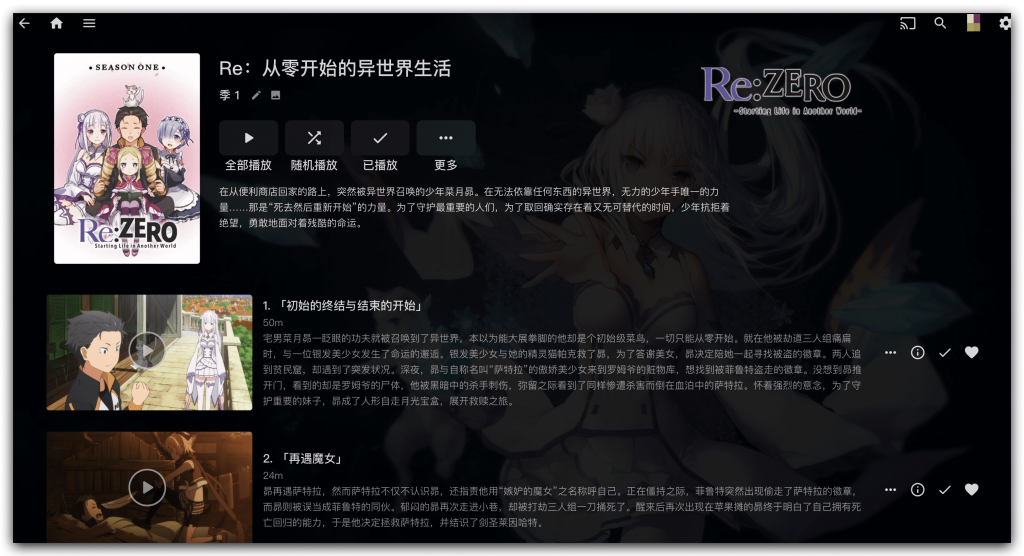 • SEASON ONE •
Re:ZERO
Starting Life in Another World
Re：从零开始的异世界生活
季 1
全部播放
随机播放
已播放
更多
在从便利商店回家的路上，突然被异世界召唤的少年菜月昴。在无法依靠任何东西的异世界，无力的少年手唯一的力
量……那是“死去然后重新开始”的力量。为了守护最重要的人们，为了取回确实存在着又无可替代的时间，少年抗拒着
绝望，勇敢地面对着残酷的命运。
Re:ZERO
-Starting Life in Another World-
1. 「初始的终结与结束的开始」
50m
宅男菜月昴一眨眼的功夫就被召唤到了异世界，本以为能大展拳脚的他却是个初始级菜鸟，一切只能从零开始。就在他被劫道三人组痛扁
时，与一位银发美少女发生了命运的邂逅。银发美少女与她的精灵猫帕克救了昴，为了答谢美女，昴决定陪她一起寻找被盗的徽章。两人追
到贫民窟，却遇到了突发状况。深夜，昴与自称名叫“萨特拉”的傲娇美少女来到罗姆爷的赃物库，想找到被菲鲁特盗走的徽章。没想到昴推
开门，看到的却是罗姆爷的尸体，他被黑暗中的杀手刺伤，弥留之际看到了同样惨遭杀害而倒在血泊中的萨特拉。怀着强烈的意念，为了守
护重要的妹子，昴成了人形自走月光宝盒，展开救赎之旅。
2. 「再遇魔女」
24m
昴再遇萨特拉，然而萨特拉不仅不认识昴，还指责他用“嫉妒的魔女”之名称呼自己。正在僵持之际，菲鲁特突然出现偷走了萨特拉的徽章，
而昴则被误当成菲鲁特的同伙。郁闷的昴再次走进小巷，却被打劫三人组一刀捅死了。醒来后再次出现在苹果摊的昴终于明白了自己拥有死
亡回归的能力，于是他决定拯救萨特拉，并结识了剑圣莱因哈特。